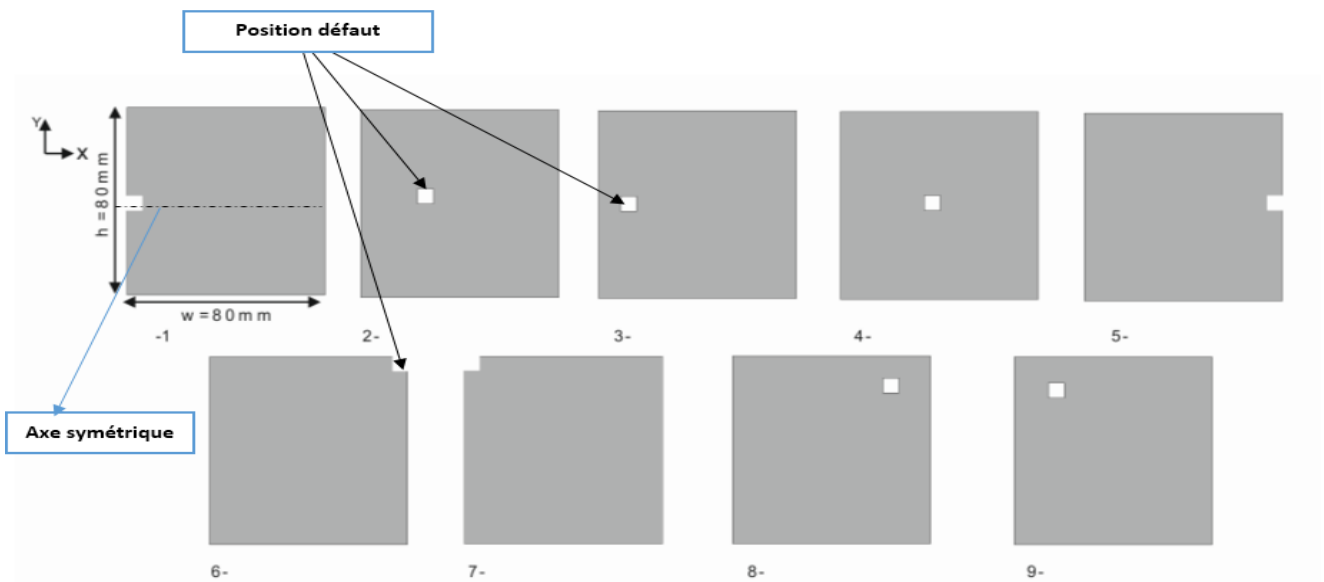 Position défaut
Y
X
h = 80 mm
w = 80 mm
-1
2-
3-
4-
5-
Axe symétrique
6-
7-
8-
9-